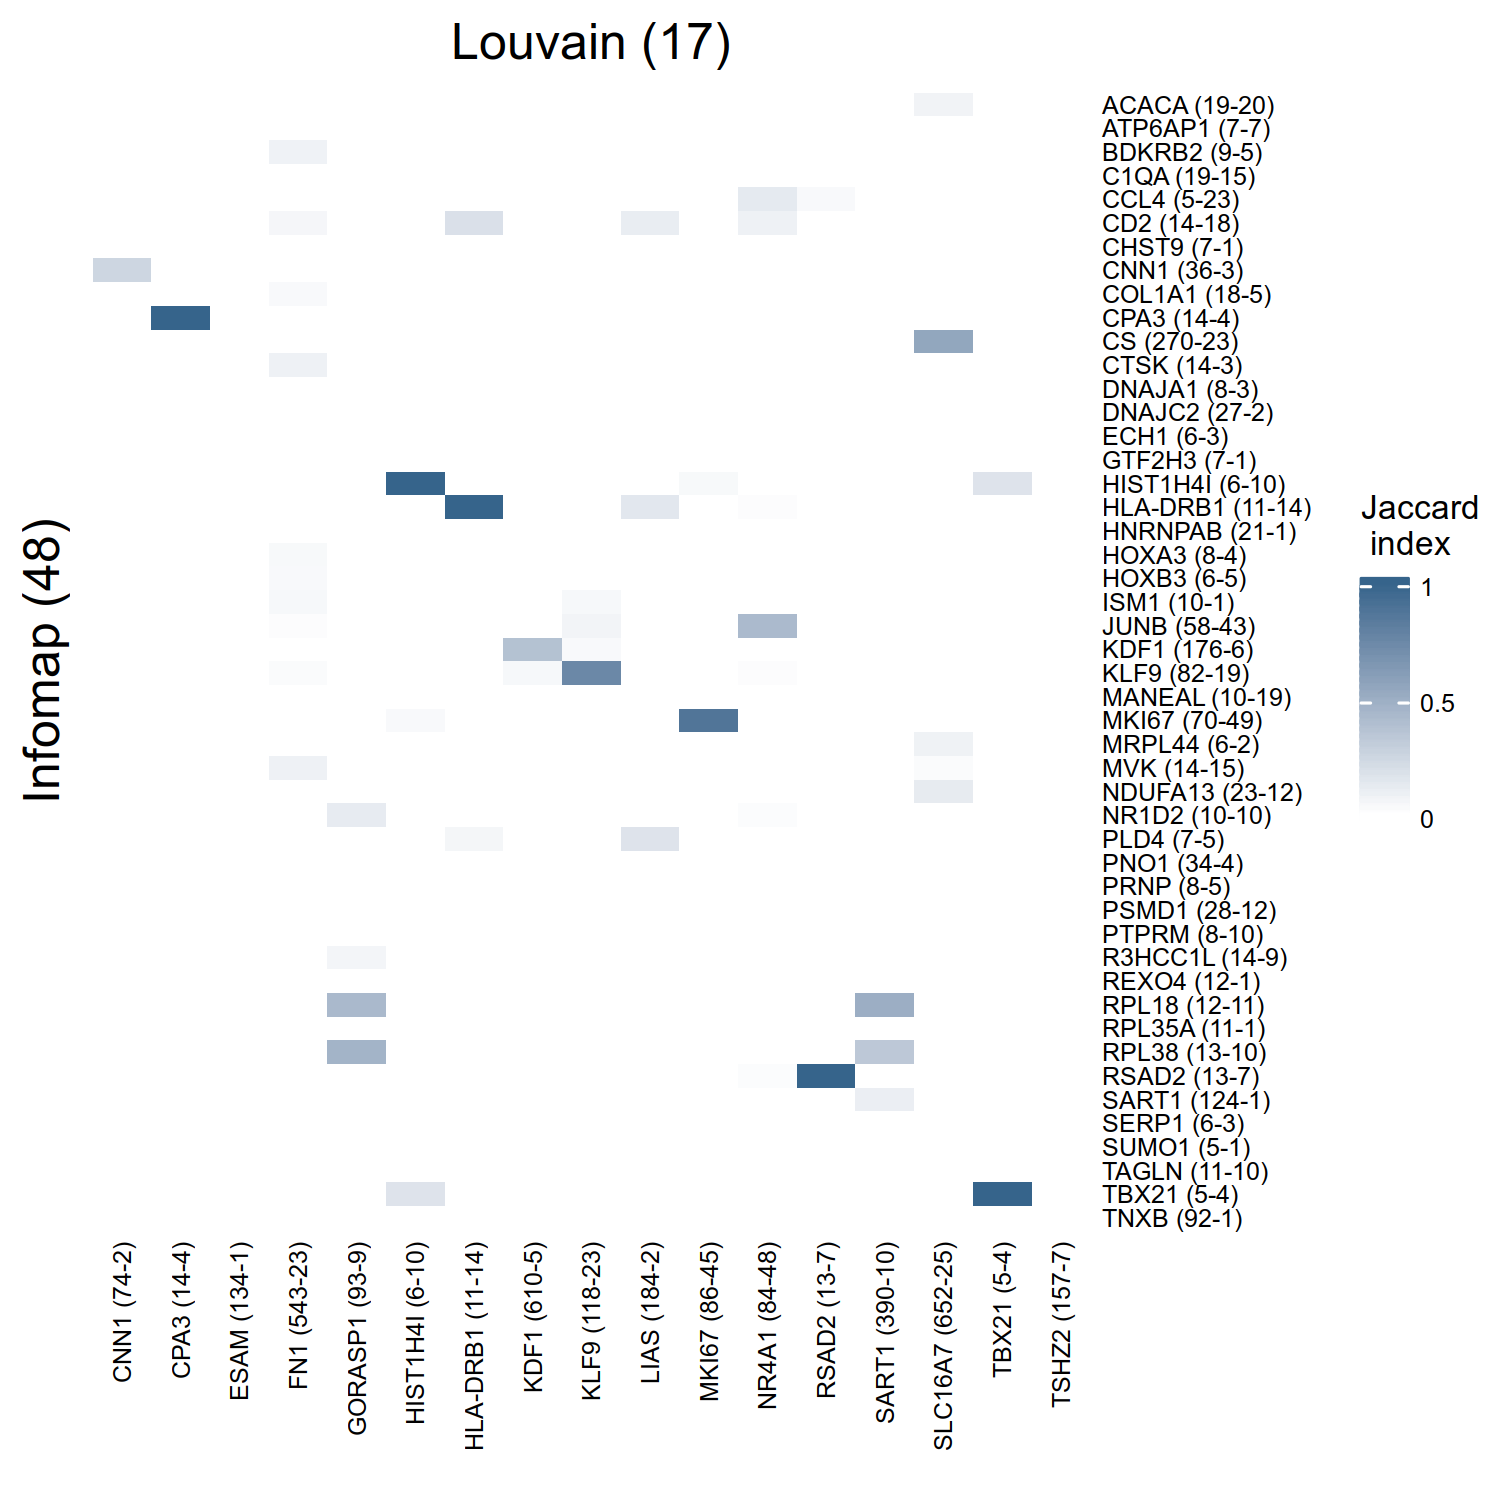 Louvain (17)
Infomap (48)
ACACA (19-20)
ATP6AP1 (7-7)
BDKRB2 (9-5)
C1QA (19-15)
CCL4 (5-23)
CD2 (14-18)
CHST9 (7-1)
CNN1 (36-3)
COL1A1 (18-5)
CPA3 (14-4)
CS (270-23)
CTSK (14-3)
DNAJA1 (8-3)
DNAJC2 (27-2)
ECH1 (6-3)
GTF2H3 (7-1)
HIST1H4I (6-10)
HLA-DRB1 (11-14)
HNRNPAB (21-1)
HOXA3 (8-4)
HOXB3 (6-5)
ISM1 (10-1)
JUNB (58-43)
KDF1 (176-6)
KLF9 (82-19)
MANEAL (10-19)
MKI67 (70-49)
MRPL44 (6-2)
MVK (14-15)
NDUFA13 (23-12)
NR1D2 (10-10)
PLD4 (7-5)
PNO1 (34-4)
PRNP (8-5)
PSMD1 (28-12)
PTPRM (8-10)
R3HCC1L (14-9)
REXO4 (12-1)
RPL18 (12-11)
RPL35A (11-1)
RPL38 (13-10)
RSAD2 (13-7)
SART1 (124-1)
SERP1 (6-3)
SUMO1 (5-1)
TAGLN (11-10)
TBX21 (5-4)
TNXB (92-1)
CNN1 (74-2)
CPA3 (14-4)
ESAM (134-1)
FN1 (543-23)
GORASP1 (93-9)
HIST1H4I (6-10)
HLA-DRB1 (11-14)
KDF1 (610-5)
KLF9 (118-23)
LIAS (184-2)
MKI67 (86-45)
NR4A1 (84-48)
RSAD2 (13-7)
SART1 (390-10)
SLC16A7 (652-25)
TBX21 (5-4)
TSHZ2 (157-7)
Jaccard
index
1
0.5
0